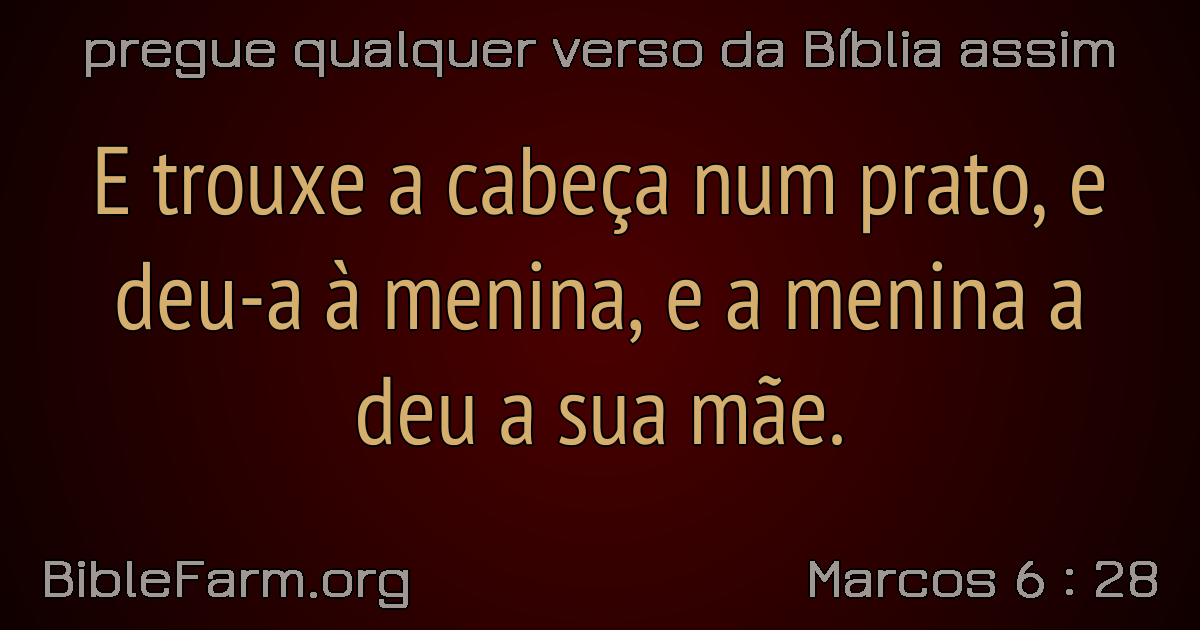 pregue qualquer verso da Bíblia assim
E trouxe a cabeça num prato, e
deu-a à menina, e a menina a
deu a sua mãe.
BibleFarm.org
Marcos 6 : 28